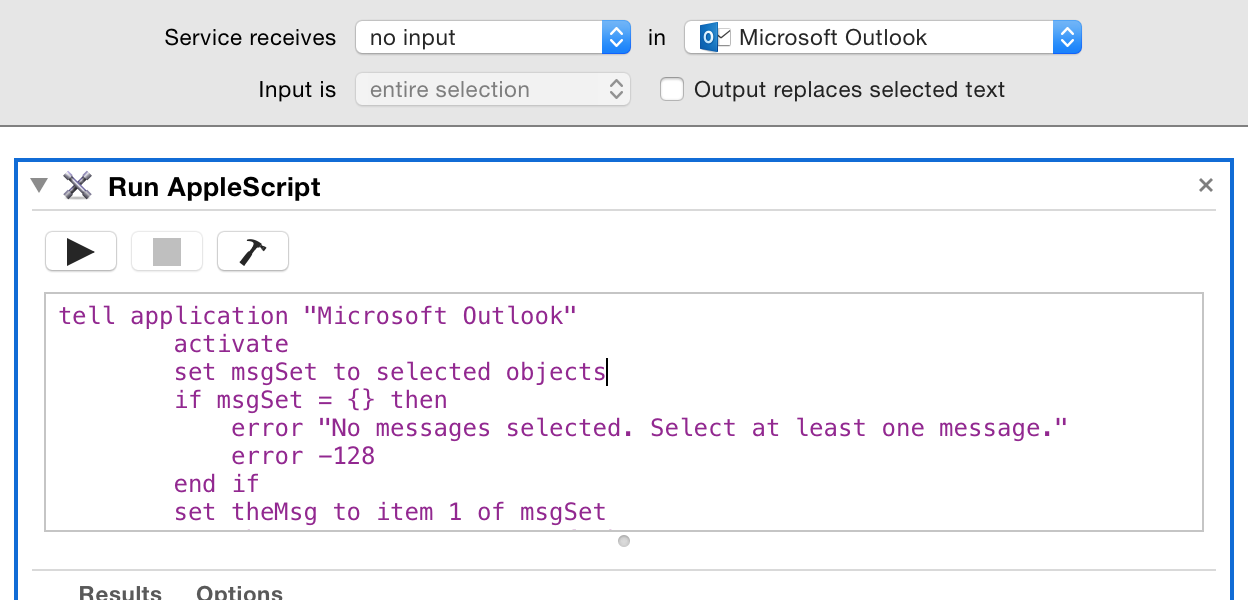 Service receives no input in Microsoft Outlook
Input is entire selection Output replaces selected text
Run AppleScript
tell application "Microsoft Outlook"
activate
set msgSet to selected objects
if msgSet = {} then
error "No messages selected. Select at least one message."
error -128
end if
set theMsg to item 1 of msgSet
Results Options